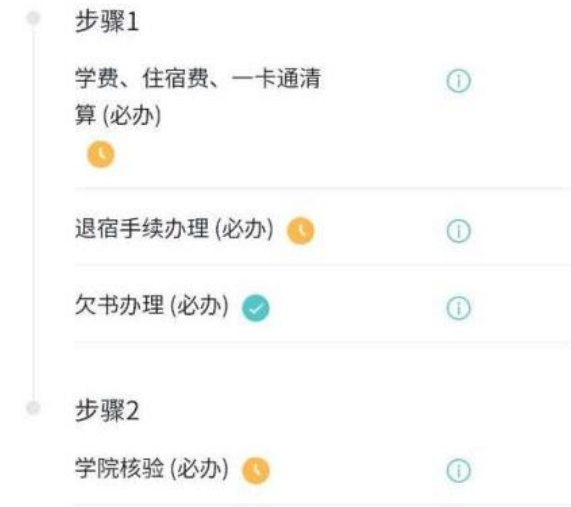 步骤1
学费、住宿费、一卡通清
算 (必办)
退宿手续办理 (必办)
欠书办理 (必办)
步骤2
学院核验 (必办)